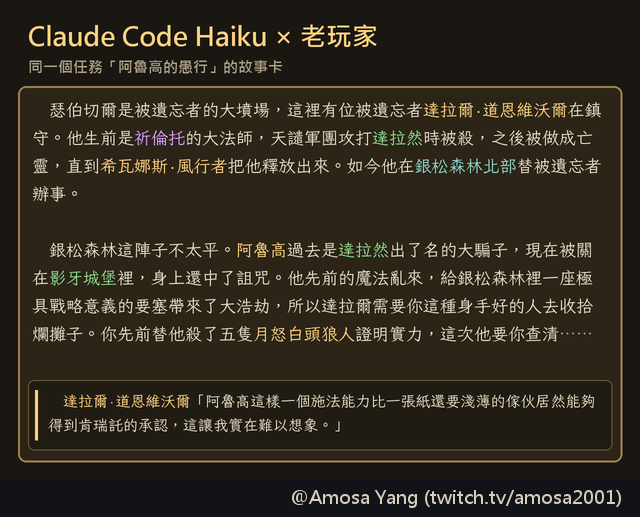 Claude Code Haiku × 老玩家
同一個任務「阿魯高的愚行」的故事卡
瑟伯切爾是被遺忘者的大墳場，這裡有位被遺忘者達拉爾·道恩維沃爾在鎮
守。他生前是祈倫托的大法師，天譴軍團攻打達拉然時被殺，之後被做成亡
靈，直到希瓦娜斯·風行者把他釋放出來。如今他在銀松森林北部替被遺忘者
辦事。
銀松森林這陣子不太平。阿魯高過去是達拉然出了名的大騙子，現在被關
在影牙城堡裡，身上還中了詛咒。他先前的魔法亂來，給銀松森林裡一座極
具戰略意義的要塞帶來了大浩劫，所以達拉爾需要你這種身手好的人去收拾
爛攤子。你先前替他殺了五隻月怒白頭狼人證明實力，這次他要你查清⋯⋯
達拉爾·道恩維沃爾「阿魯高這樣一個施法能力比一張紙還要淺薄的傢伙居然能夠
得到肯瑞託的承認，這讓我實在難以想象。」
@Amosa Yang (twitch.tv/amosa2001)